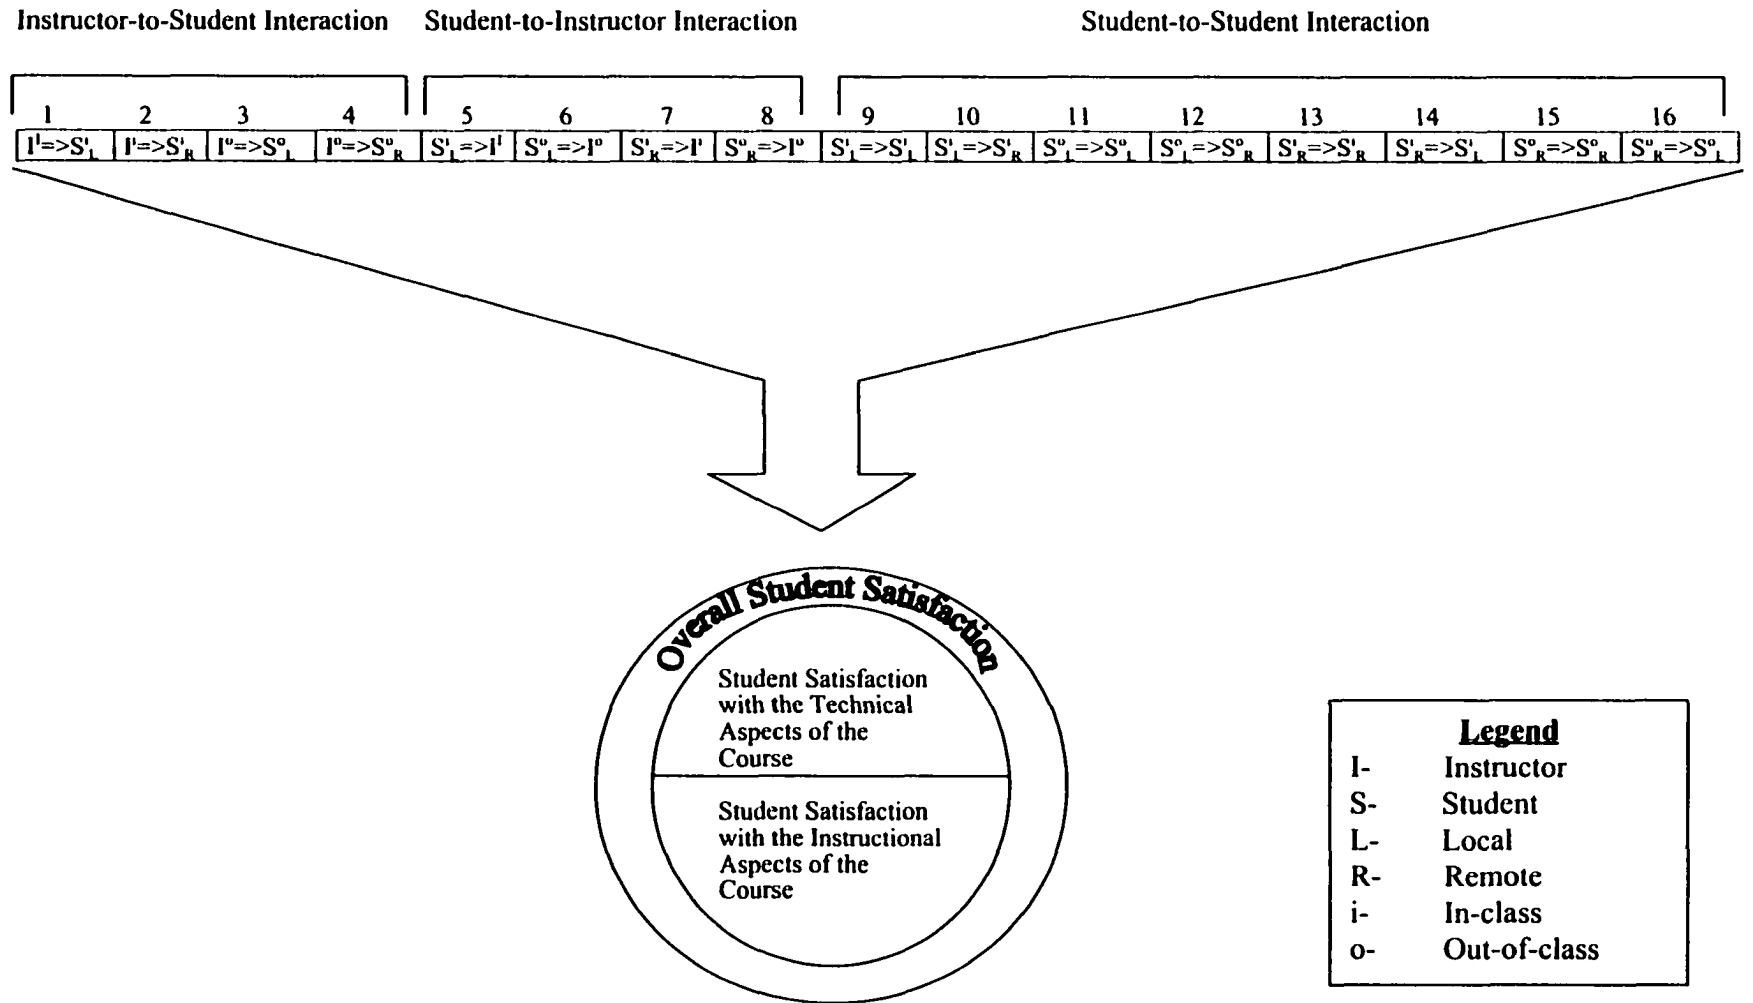 Instructor-to-Student Interaction Student-to-Instructor Interaction Student-to-Student Interaction
1 2 3 4 5 6 7 8 9 10 11 12 13 14 15 16
Iⁱ=>Sⁱ_L Iⁱ=>Sⁱ_R Iº=>Sº_L Iº=>Sº_R Sⁱ_L=>Iⁱ Sº_L=>Iº Sⁱ_R=>Iⁱ Sº_R=>Iº Sⁱ_L=>Sⁱ_L Sⁱ_L=>Sⁱ_R Sº_L=>Sº_L Sº_L=>Sº_R Sⁱ_R=>Sⁱ_R Sⁱ_R=>Sⁱ_L Sº_R=>Sº_R Sº_R=>Sº_L
Overall Student Satisfaction
Student Satisfaction
with the Technical
Aspects of the
Course
Student Satisfaction
with the Instructional
Aspects of the
Course
Legend
I- Instructor
S- Student
L- Local
R- Remote
i- In-class
o- Out-of-class